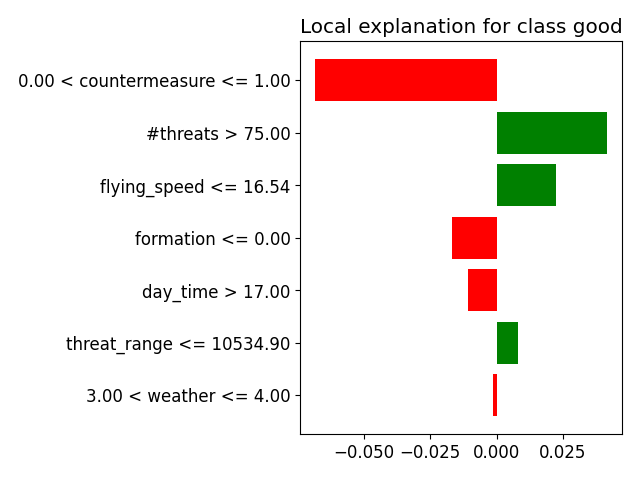 Local explanation for class good
0.00 < countermeasure <= 1.00
#threats > 75.00
flying_speed <= 16.54
formation <= 0.00
day_time > 17.00
threat_range <= 10534.90
3.00 < weather <= 4.00
−0.050 −0.025 0.000 0.025